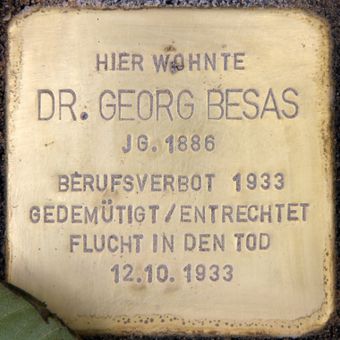 HIER WOHNTE
DR. GEORG BESAS
JG. 1886
BERUFSVERBOT 1933
GEDEMÜTIGT / ENTRECHTET
FLUCHT IN DEN TOD
12.10.1933